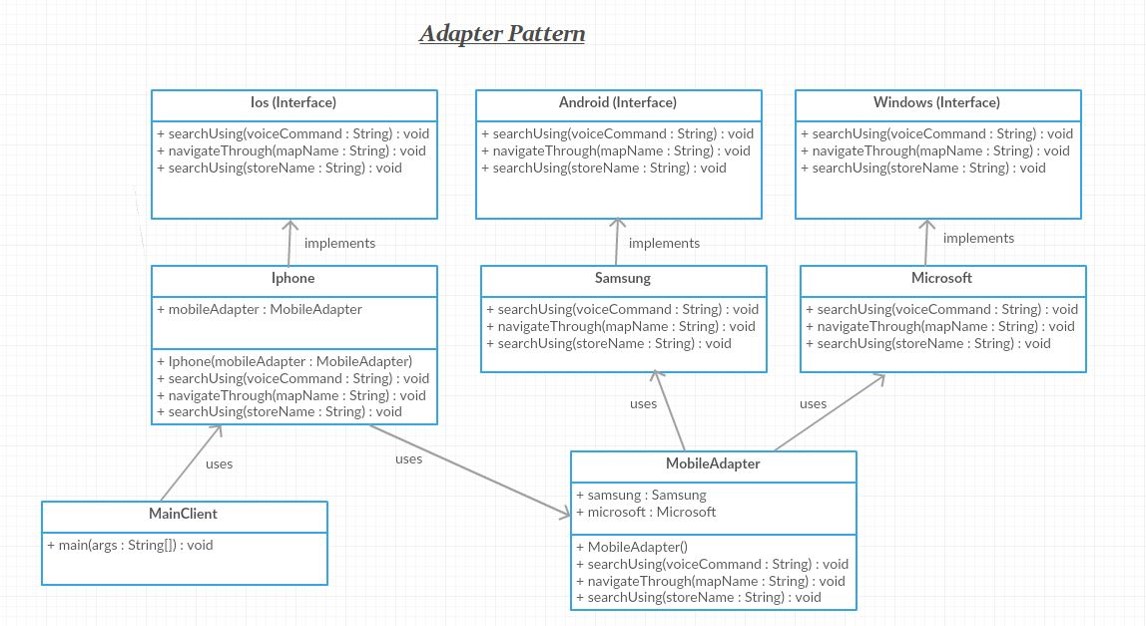 Adapter Pattern
Ios (Interface)
+ searchUsing(voiceCommand : String) : void
+ navigateThrough(mapName : String) : void
+ searchUsing(storeName : String) : void
Android (Interface)
+ searchUsing(voiceCommand : String) : void
+ navigateThrough(mapName : String) : void
+ searchUsing(storeName : String) : void
Windows (Interface)
+ searchUsing(voiceCommand : String) : void
+ navigateThrough(mapName : String) : void
+ searchUsing(storeName : String) : void
implements
implements
implements
Iphone
+ mobileAdapter : MobileAdapter
+ Iphone(mobileAdapter : MobileAdapter)
+ searchUsing(voiceCommand : String) : void
+ navigateThrough(mapName : String) : void
+ searchUsing(storeName : String) : void
Samsung
+ searchUsing(voiceCommand : String) : void
+ navigateThrough(mapName : String) : void
+ searchUsing(storeName : String) : void
Microsoft
+ searchUsing(voiceCommand : String) : void
+ navigateThrough(mapName : String) : void
+ searchUsing(storeName : String) : void
uses
uses
uses
uses
MainClient
+ main(args : String[]) : void
MobileAdapter
+ samsung : Samsung
+ microsoft : Microsoft
+ MobileAdapter()
+ searchUsing(voiceCommand : String) : void
+ navigateThrough(mapName : String) : void
+ searchUsing(storeName : String) : void